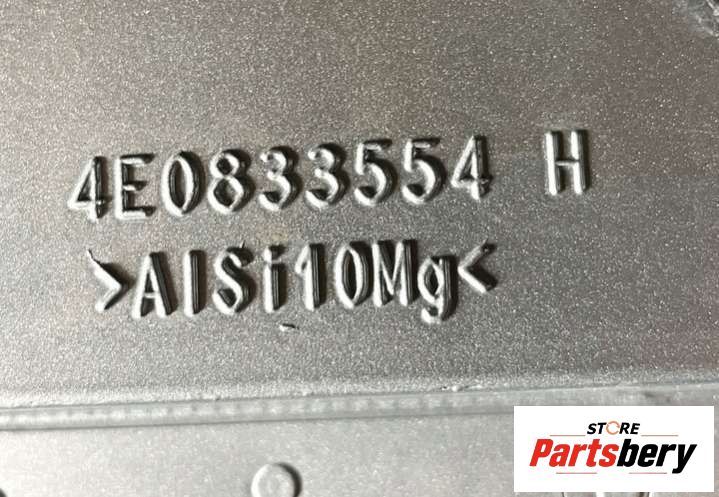 4E0833554 H
>AlSi10Mg<
STORE
Partsbery